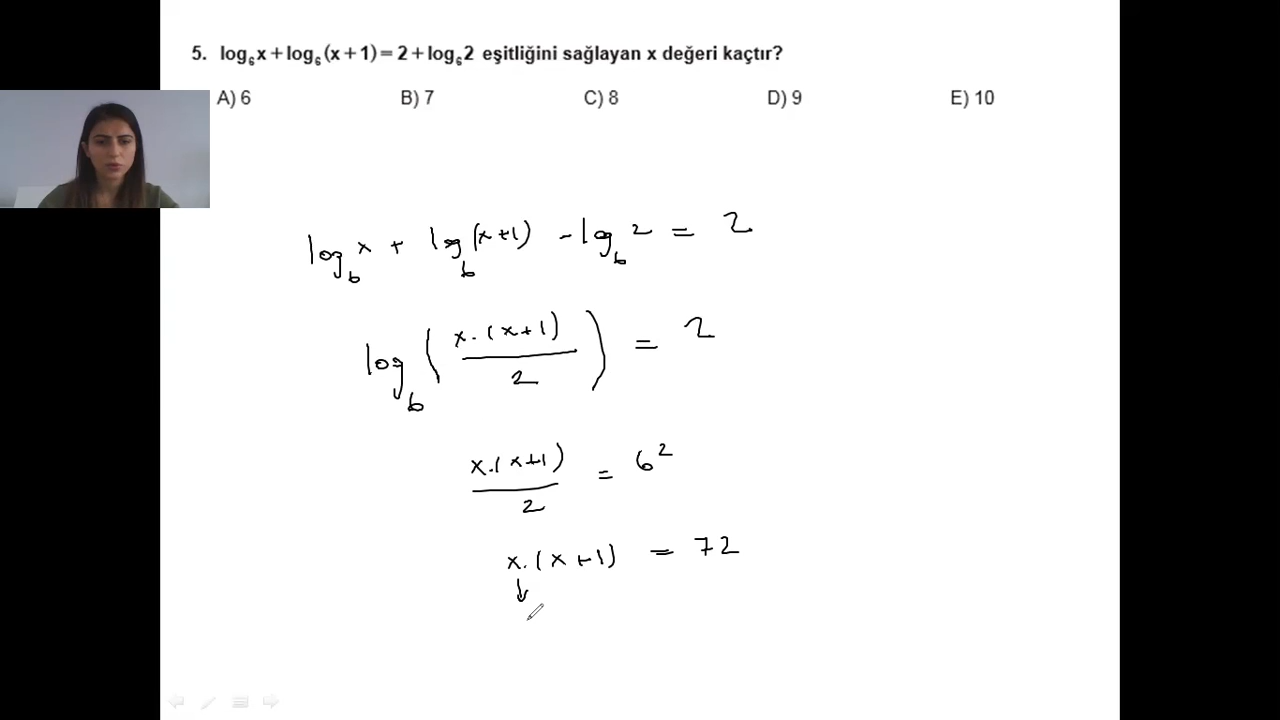 5. log₆x+log₆(x+1)=2+log₆2 eşitliğini sağlayan x değeri kaçtır?
A) 6 B) 7 C) 8 D) 9 E) 10
log₆x + log₆(x+1) - log₆2 = 2
log₆(x.(x+1)/2) = 2
x.(x+1)/2 = 6²
x.(x+1) = 72